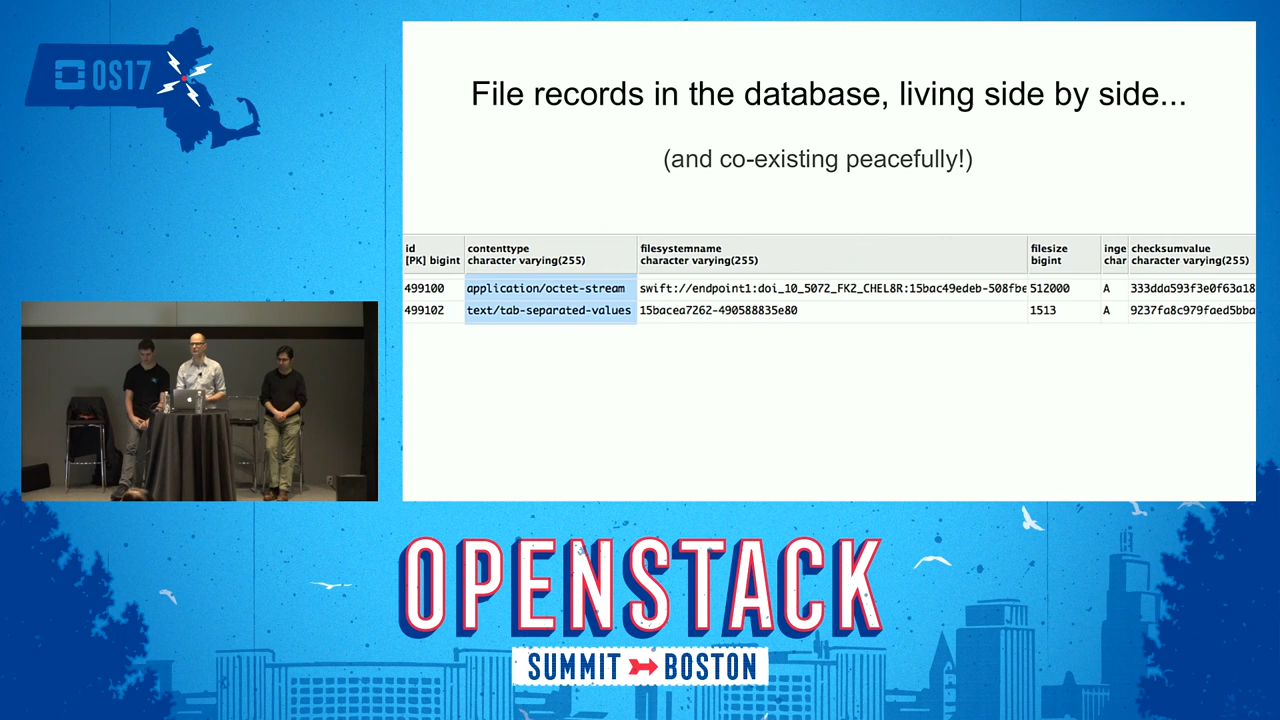 OS17
File records in the database, living side by side...
(and co-existing peacefully!)
id contenttype filesystemname filesize inge checksumvalue
[PK] bigint character varying(255) character varying(255) bigint char character varying(255)
499100 application/octet-stream swift://endpoint1:doi_10_5072_FK2_CHEL8R:15bac49edeb-508fbe 512000 A 333dda593f3e0f63a18
499102 text/tab-separated-values 15bacea7262-490588835e80 1513 A 9237fa8c979faed5bba
OPENSTACK
SUMMIT BOSTON